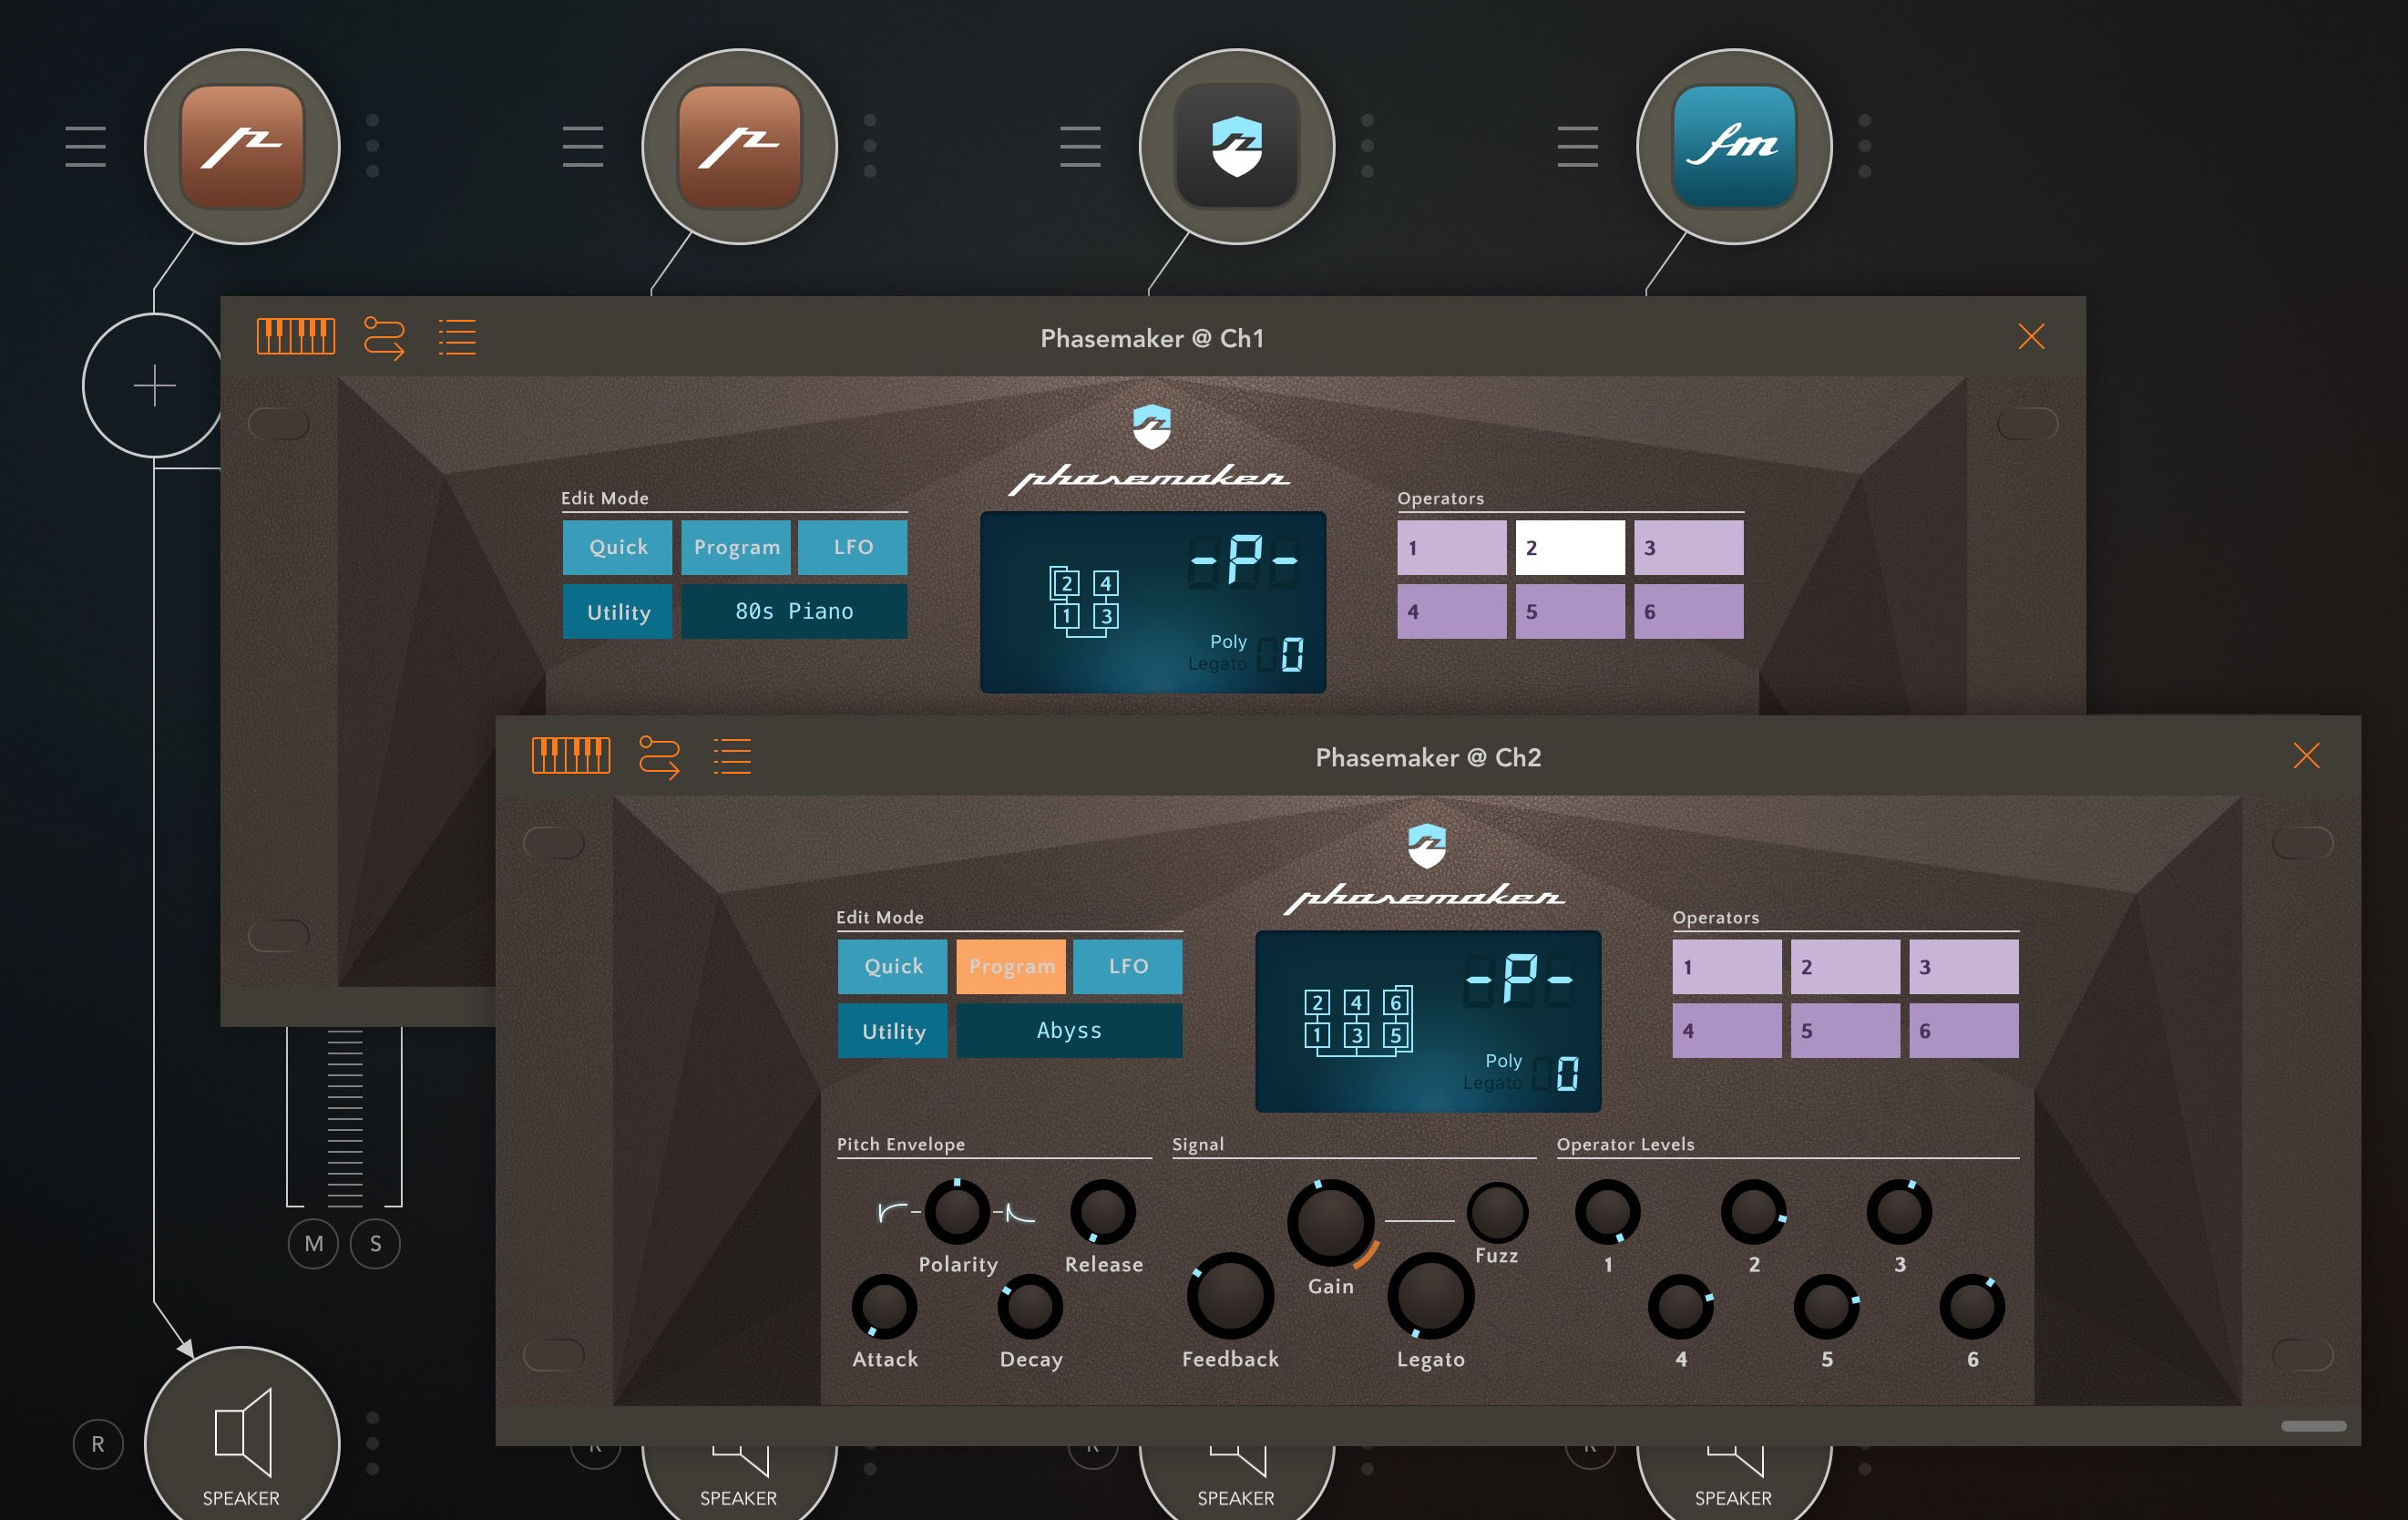 fm
Phasemaker @ Ch1
phasemaker
Edit Mode
Quick Program LFO
Utility 80s Piano
2 4
1 3
-P-
Poly
Legato 0
Operators
1 2 3
4 5 6
Phasemaker @ Ch2
phasemaker
Edit Mode
Quick Program LFO
Utility Abyss
2 4 6
1 3 5
-P-
Poly
Legato 0
Operators
1 2 3
4 5 6
Pitch Envelope
Polarity Release
Attack Decay
Signal
Gain Fuzz
Feedback Legato
Operator Levels
1 2 3
4 5 6
M S
R
SPEAKER
R
SPEAKER
R
SPEAKER
R
SPEAKER